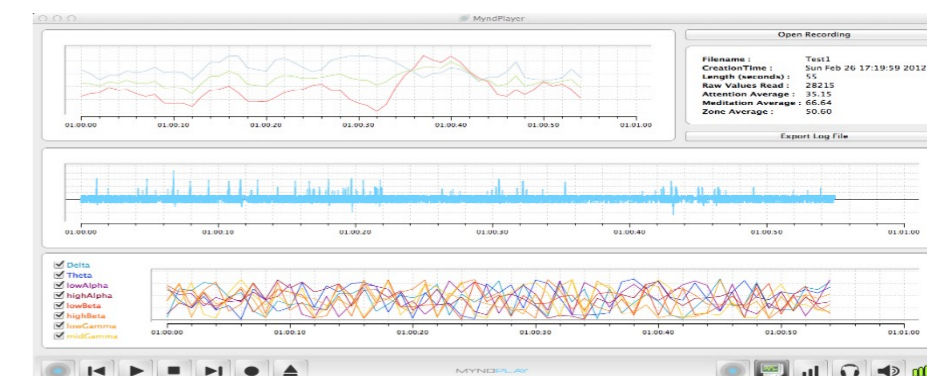 MyndPlayer
Open Recording
Filename : Test1
CreationTime : Sun Feb 26 17:19:59 2012
Length (seconds) : 55
Raw Values Read : 28215
Attention Average : 35.15
Meditation Average : 66.64
Zone Average : 50.60
Export Log File
01:00:00 01:00:10 01:00:20 01:00:30 01:00:40 01:00:50 01:01:00
01:00:00 01:00:10 01:00:20 01:00:30 01:00:40 01:00:50 01:01:00
Delta
Theta
lowAlpha
highAlpha
lowBeta
highBeta
lowGamma
midGamma
01:00:00 01:00:10 01:00:20 01:00:30 01:00:40 01:00:50 01:01:00
MYNDPLAY